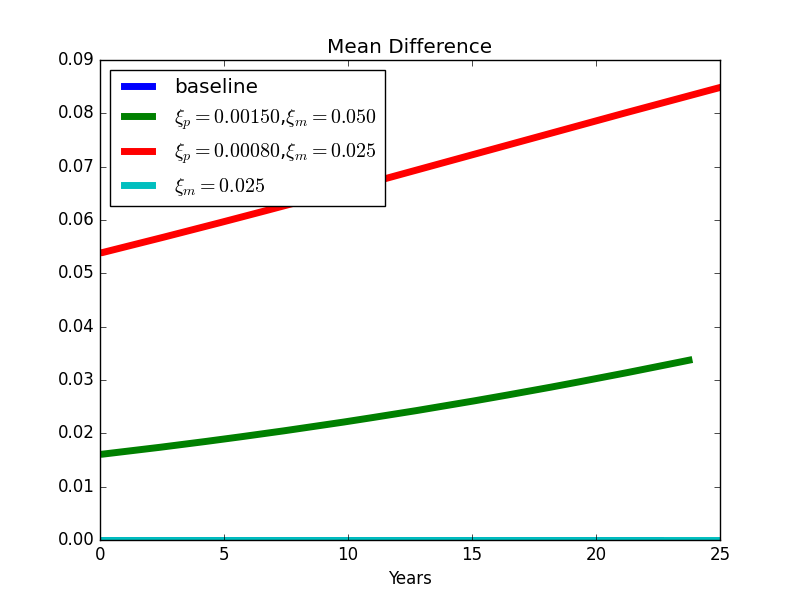 Mean Difference
0.09
0.08
0.07
0.06
0.05
0.04
0.03
0.02
0.01
0.00
baseline
ξₚ = 0.00150,ξₘ = 0.050
ξₚ = 0.00080,ξₘ = 0.025
ξₘ = 0.025
0 5 10 15 20 25
Years